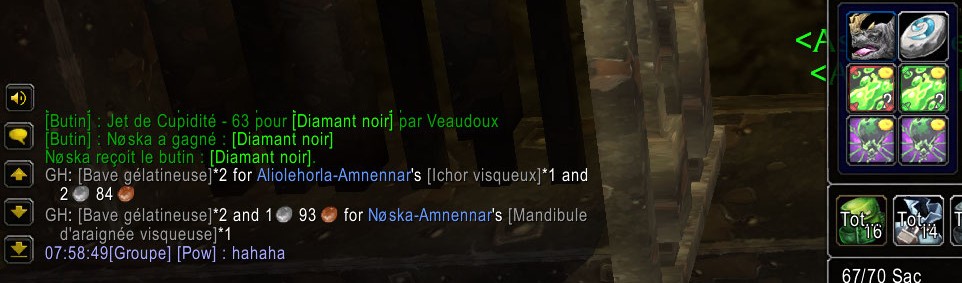 <A
[Butin] : Jet de Cupidité - 63 pour [Diamant noir] par Veaudoux
[Butin] : Nøska a gagné : [Diamant noir]
Nøska reçoit le butin : [Diamant noir].
GH: [Bave gélatineuse]*2 for Aliolehorla-Amnennar's [Ichor visqueux]*1 and
2 84
GH: [Bave gélatineuse]*2 and 1 93 for Nøska-Amnennar's [Mandibule
d'araignée visqueuse]*1
07:58:49[Groupe] [Pow] : hahaha
Tot. 16
Tot. 14
67/70 Sac